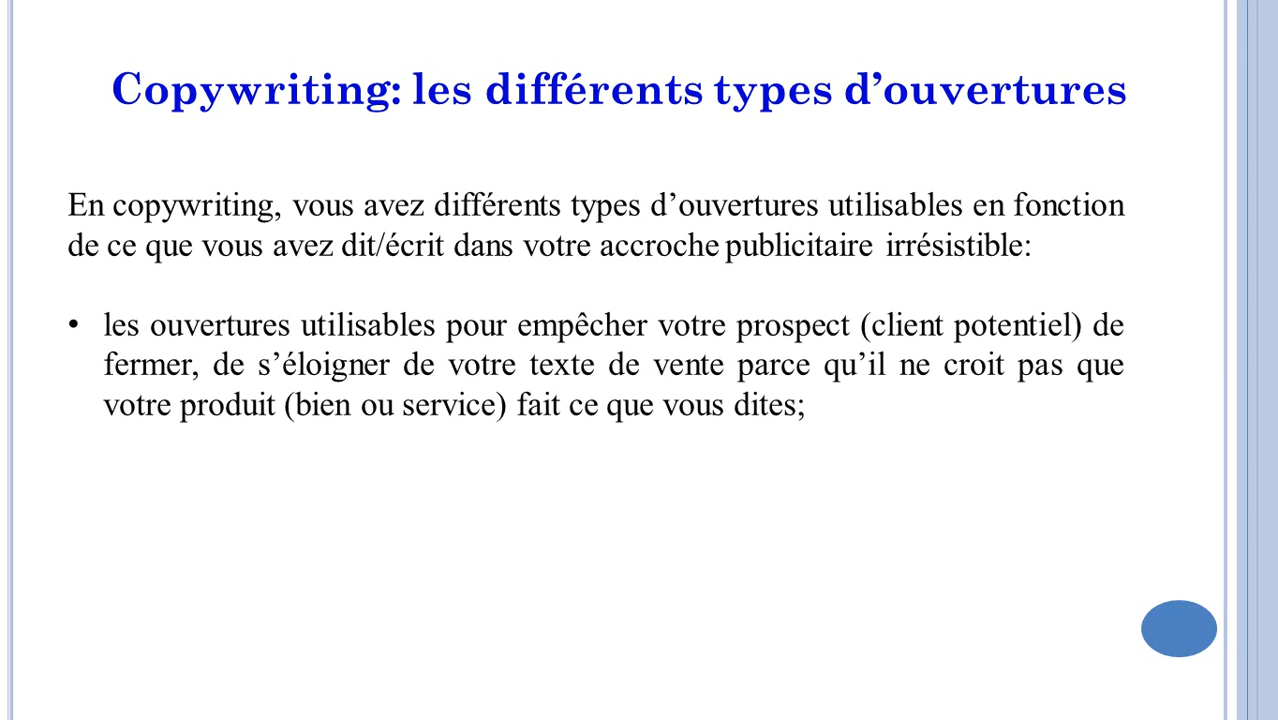 Copywriting: les différents types d’ouvertures
En copywriting, vous avez différents types d’ouvertures utilisables en fonction
de ce que vous avez dit/écrit dans votre accroche publicitaire irrésistible:
• les ouvertures utilisables pour empêcher votre prospect (client potentiel) de
fermer, de s’éloigner de votre texte de vente parce qu’il ne croit pas que
votre produit (bien ou service) fait ce que vous dites;